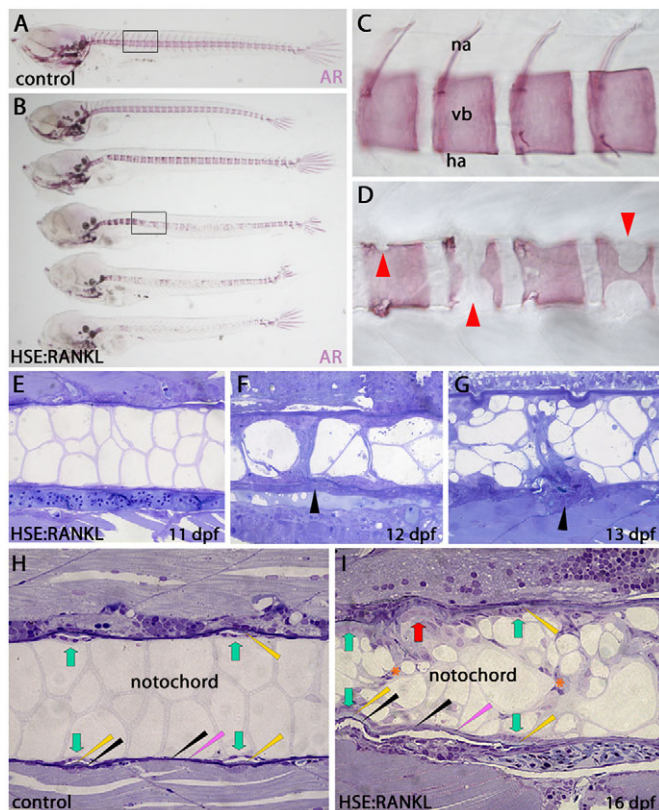 A
control
AR
B
HSE:RANKL
AR
C
na
vb
ha
D
E
HSE:RANKL
11 dpf
F
12 dpf
G
13 dpf
H
notochord
control
I
notochord
HSE:RANKL
16 dpf